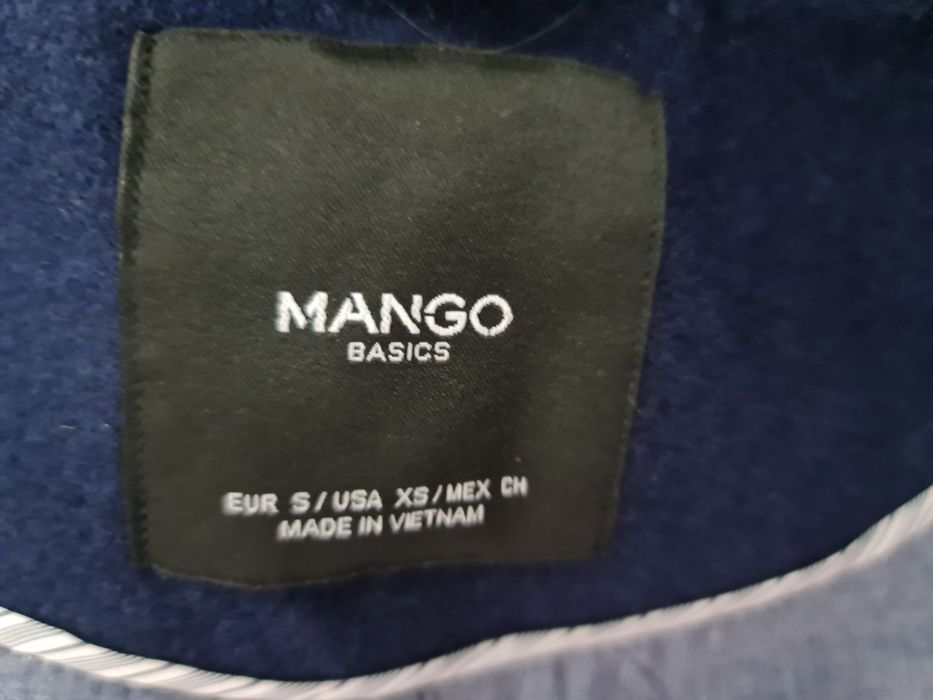 MANGO
BASICS
EUR S/USA XS/MEX CH
MADE IN VIETNAM